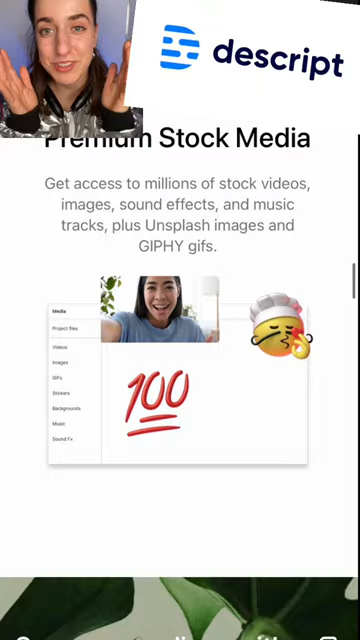 descript
Premium Stock Media
Get access to millions of stock videos,
images, sound effects, and music
tracks, plus Unsplash images and
GIPHY gifs.
Media
Project files
Videos
Images
Gifs
Stickers
Backgrounds
Music
Sound Fx
100